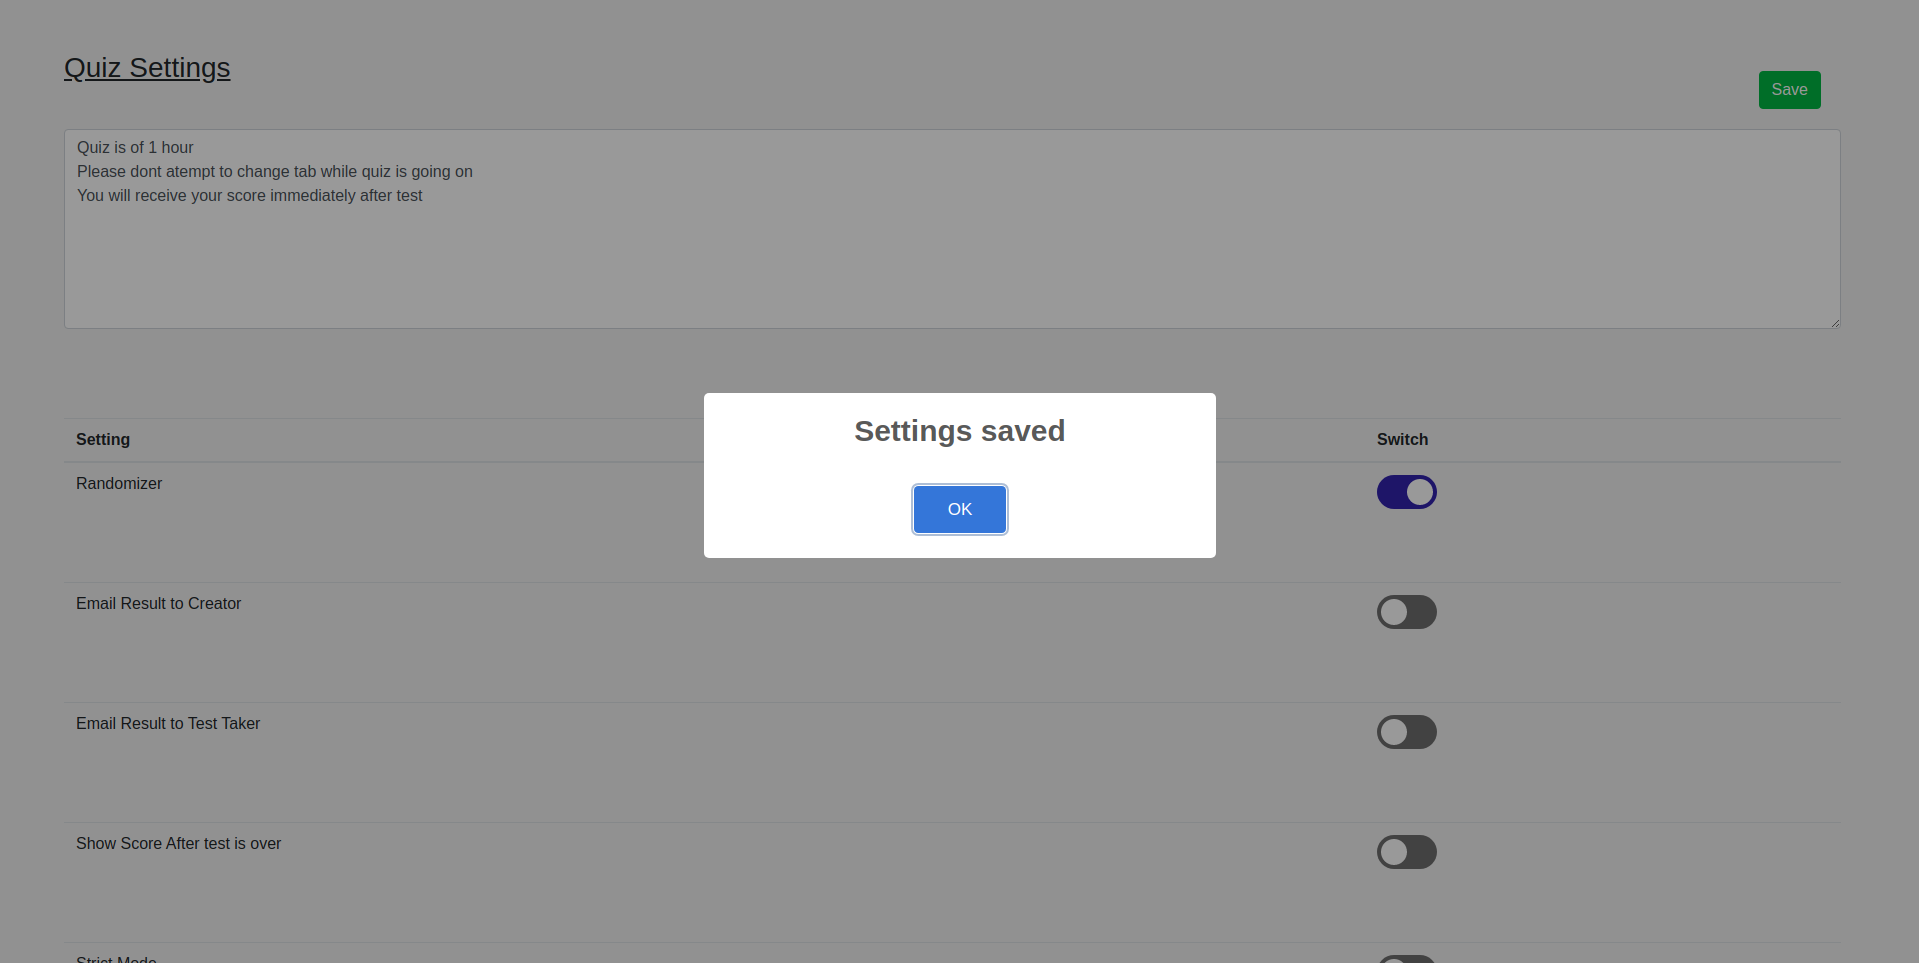 Quiz Settings
Save
Quiz is of 1 hour
Please dont atempt to change tab while quiz is going on
You will receive your score immediately after test
Settings saved
OK
Setting
Switch
Randomizer
Email Result to Creator
Email Result to Test Taker
Show Score After test is over
Strict Mode